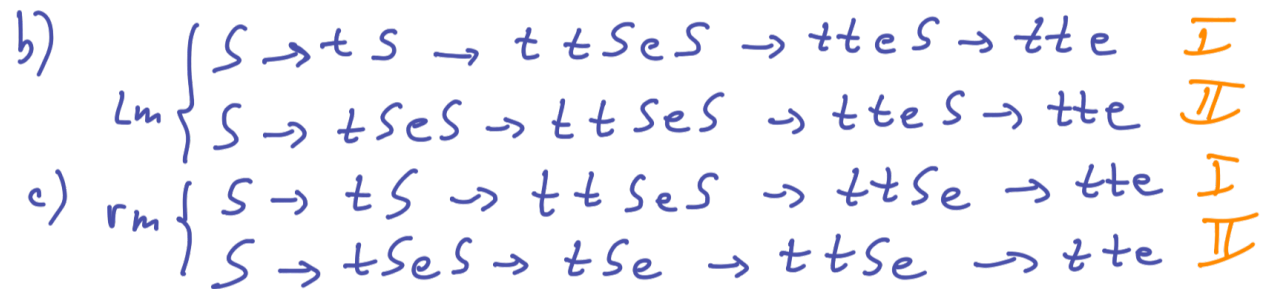 b)
Lm { S → t S → t t S e S → t t e S → t t e I
S → t S e S → t t S e S → t t e S → t t e II
c) rm { S → t S → t t S e S → t t S e → t t e I
S → t S e S → t S e → t t S e → t t e II